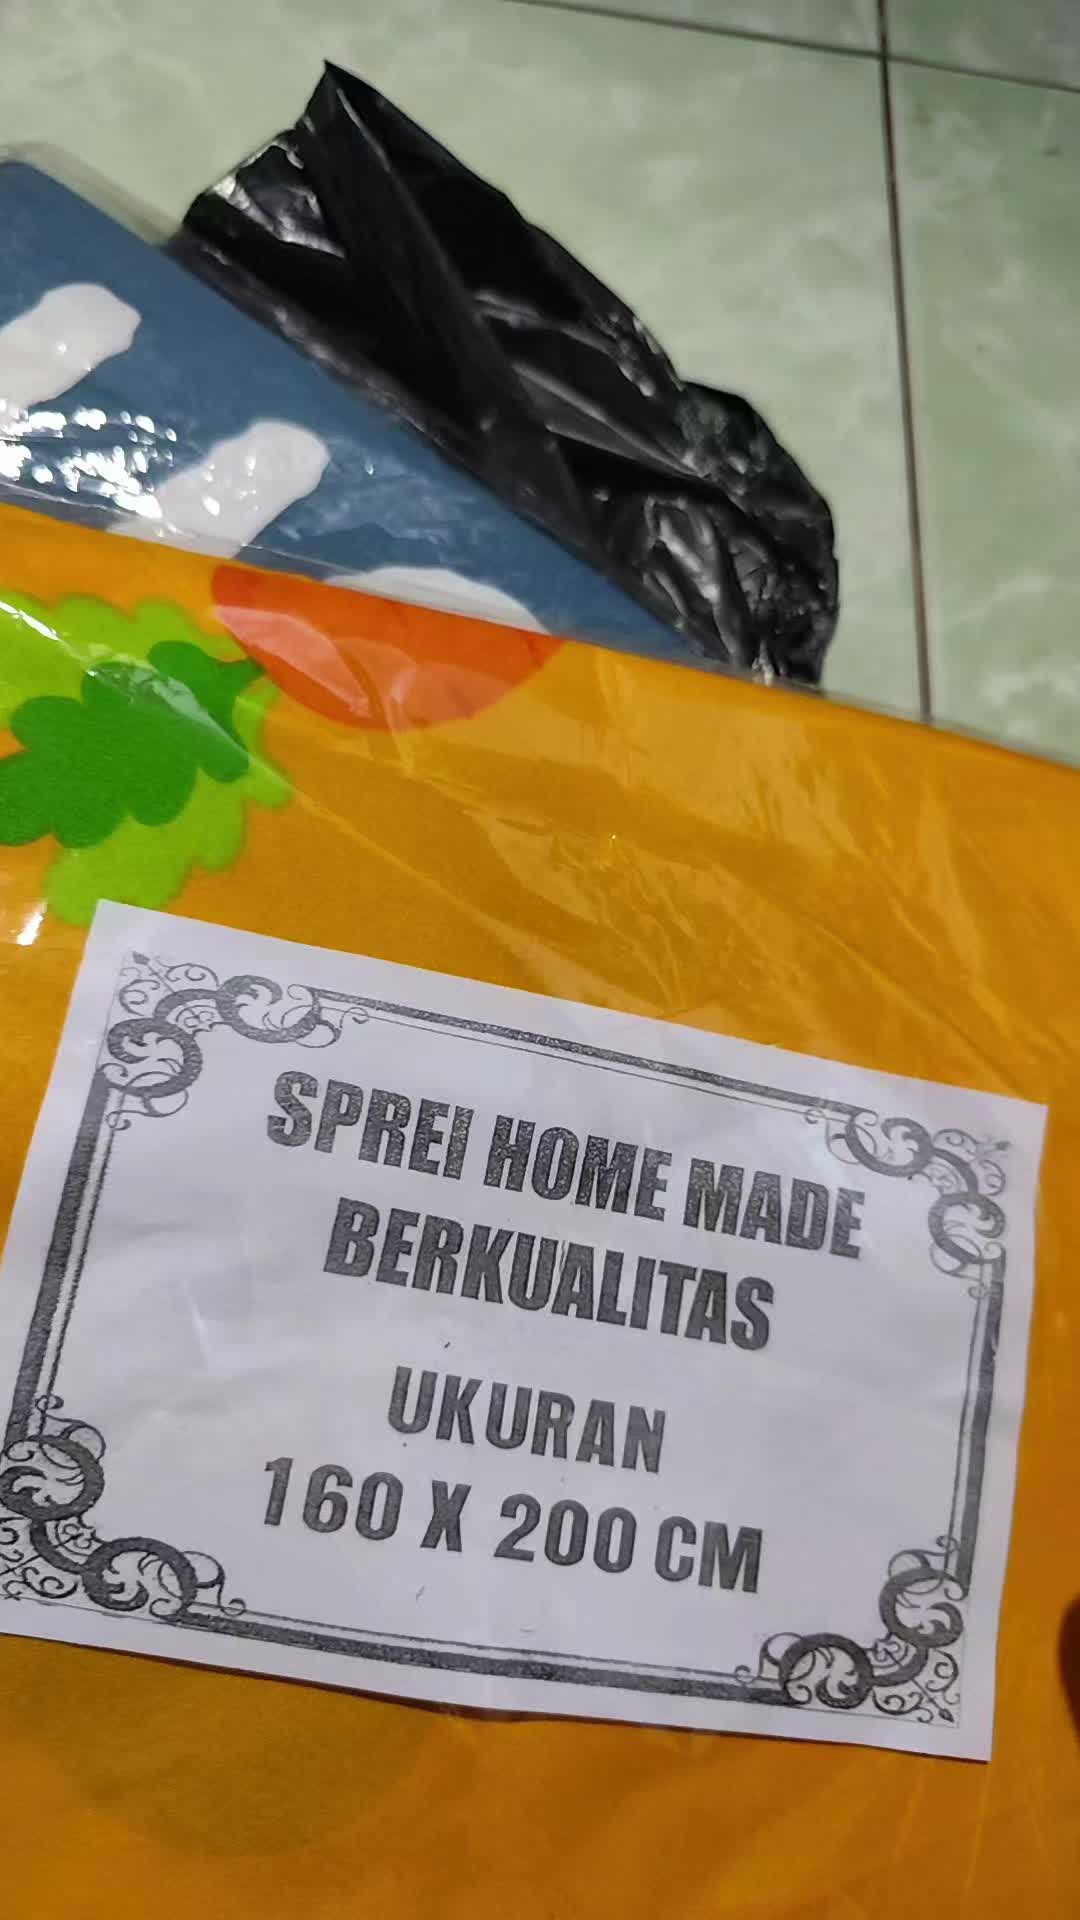 SPREI HOME MADE
BERKUALITAS
UKURAN
160 X 200 CM